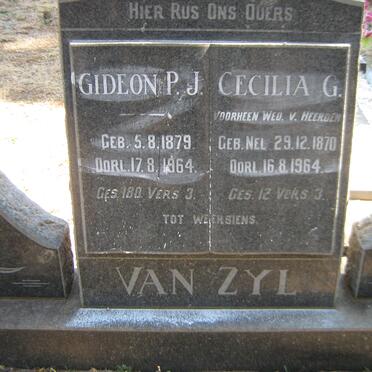 HIER RUS ONS OUERS
GIDEON P. J.
GEB. 5.8.1879
OORL. 17.8.1964.
GES. 180 VERS 3.
CECILIA G.
VOORHEEN WED. V. HEERDEN
GEB. NEL 29.12.1870
OORL. 16.8.1964.
GES. 12 VERS 3.
TOT WEERSIENS.
VAN ZYL